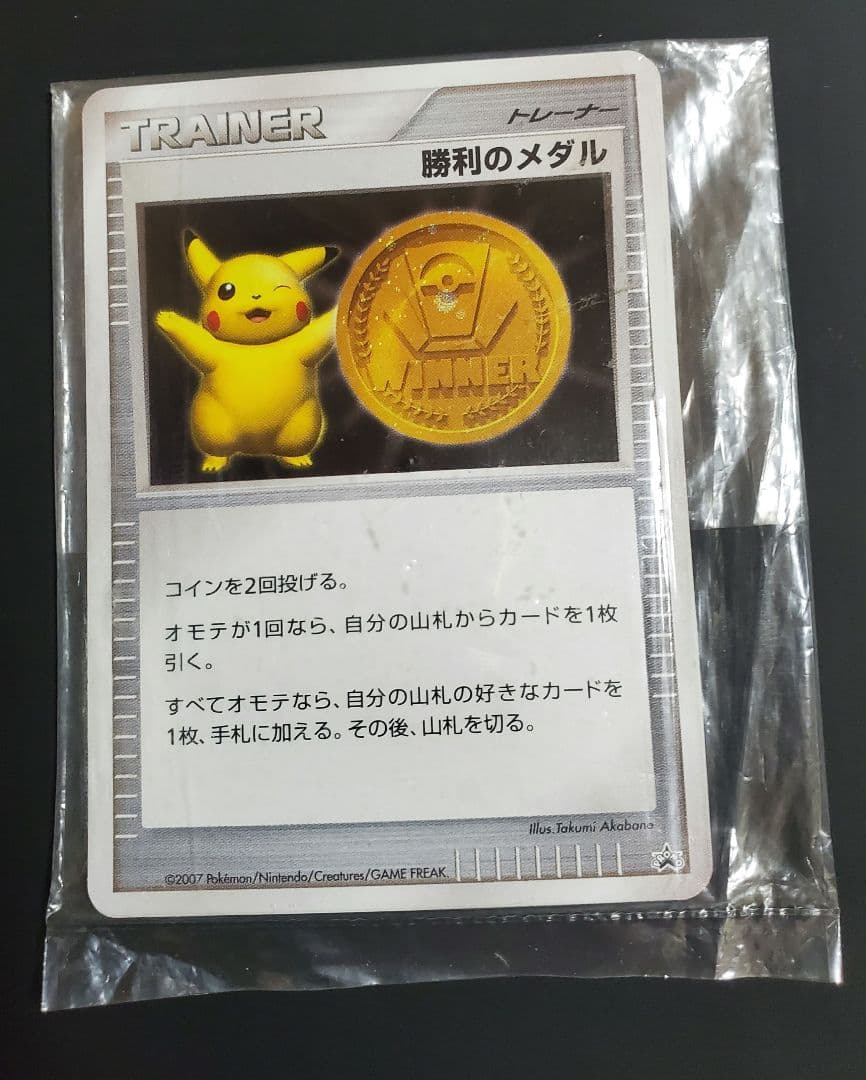 TRAINER
トレーナー
勝利のメダル
WINNER
コインを2回投げる。
オモテが1回なら、自分の山札からカードを1枚
引く。
すべてオモテなら、自分の山札の好きなカードを
1枚、手札に加える。その後、山札を切る。
Illus.Takumi Akabane
©2007 Pokémon/Nintendo/Creatures/GAME FREAK.